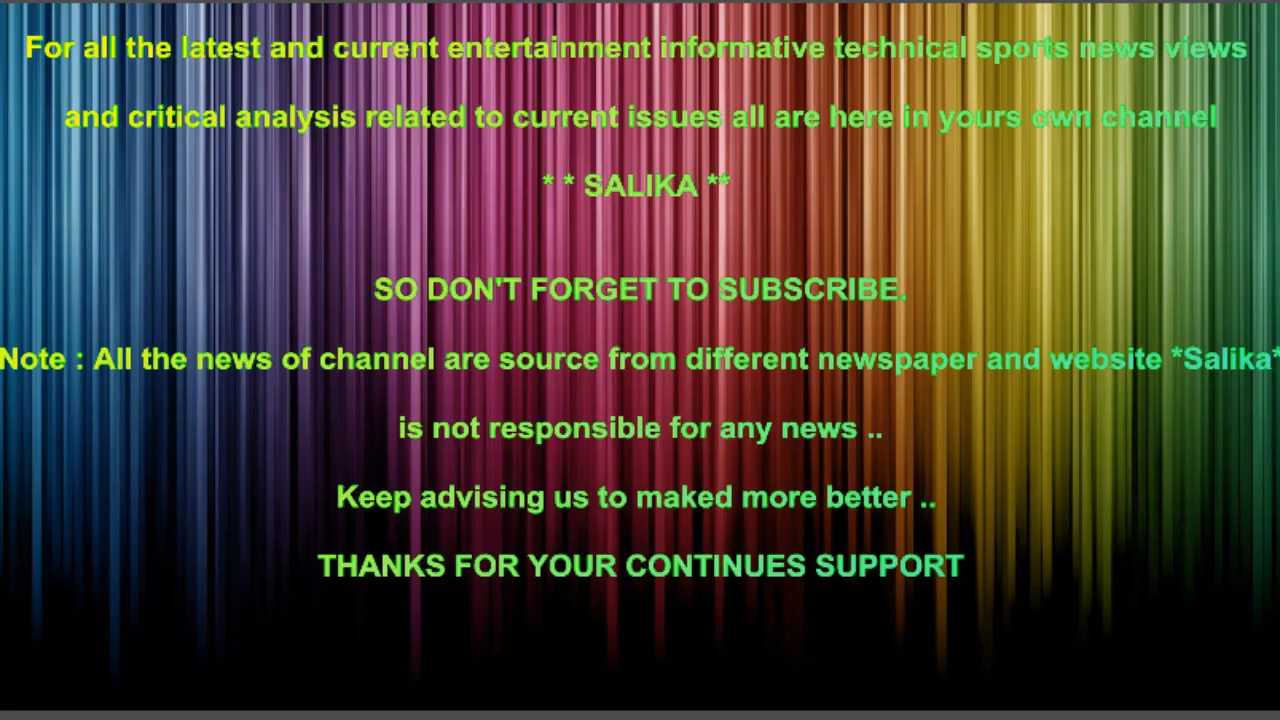 For all the latest and current entertainment informative technical sports news views
and critical analysis related to current issues all are here in yours own channel
* * SALIKA **
SO DON'T FORGET TO SUBSCRIBE.
Note : All the news of channel are source from different newspaper and website *Salika*
is not responsible for any news ..
Keep advising us to maked more better ..
THANKS FOR YOUR CONTINUES SUPPORT